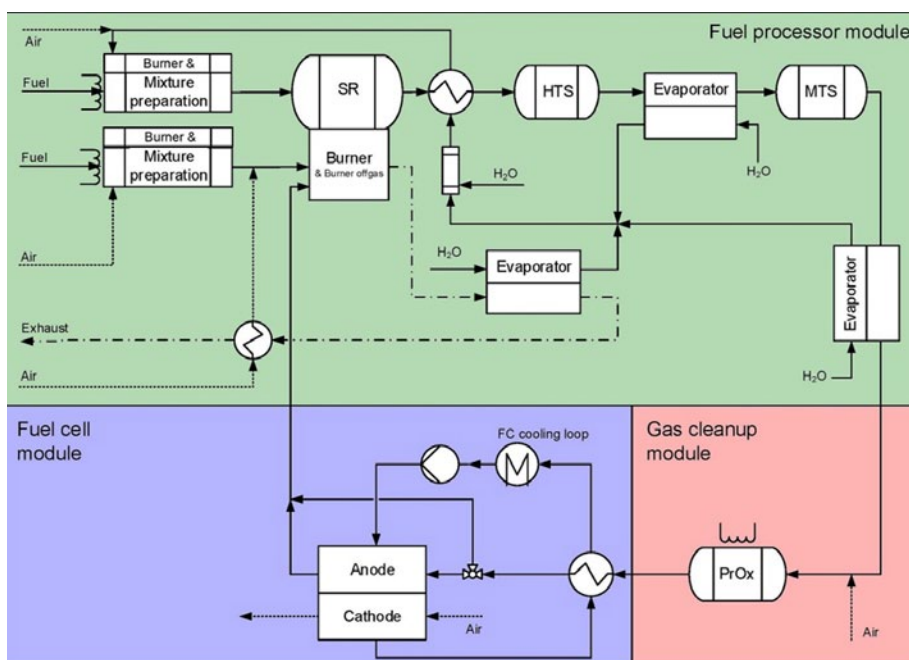 Fuel processor module
Air
Burner &
Fuel
Mixture
preparation
SR
HTS
Evaporator
MTS
Burner &
Fuel
Mixture
preparation
Burner
& Burner offgas
H₂O
H₂O
Air
H₂O
Evaporator
Evaporator
Exhaust
Air
H₂O
Fuel cell
module
FC cooling loop
Gas cleanup
module
Anode
PrOx
Cathode
Air
Air